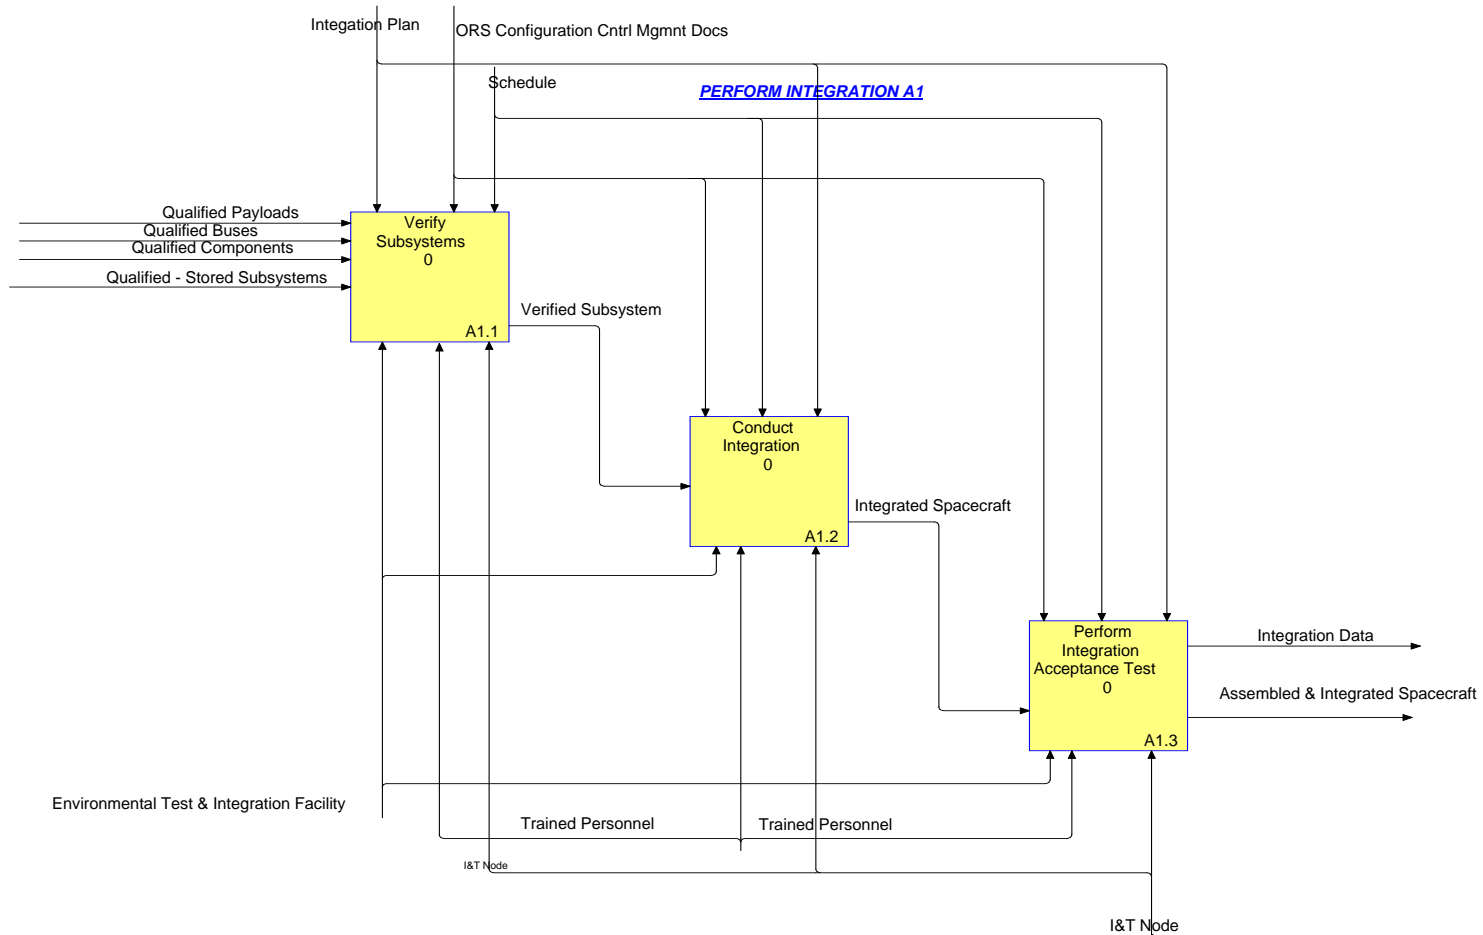 Integation Plan
ORS Configuration Cntrl Mgmnt Docs
Schedule
PERFORM INTEGRATION A1
Qualified Payloads
Qualified Buses
Qualified Components
Qualified - Stored Subsystems
Verify
Subsystems
0
A1.1
Verified Subsystem
Conduct
Integration
0
A1.2
Integrated Spacecraft
Perform
Integration
Acceptance Test
0
A1.3
Integration Data
Assembled & Integrated Spacecraft
Environmental Test & Integration Facility
Trained Personnel
Trained Personnel
I&T Node
I&T Node